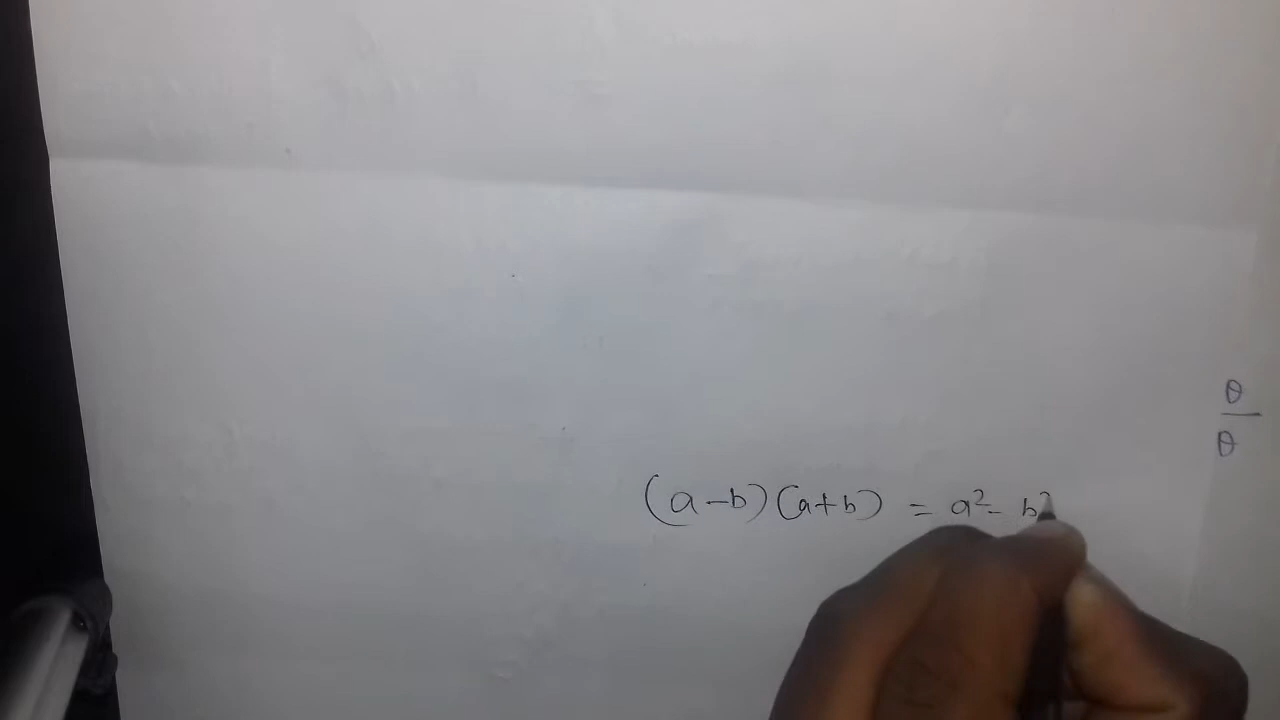 θ
θ
(a-b)(a+b) = a²- b²